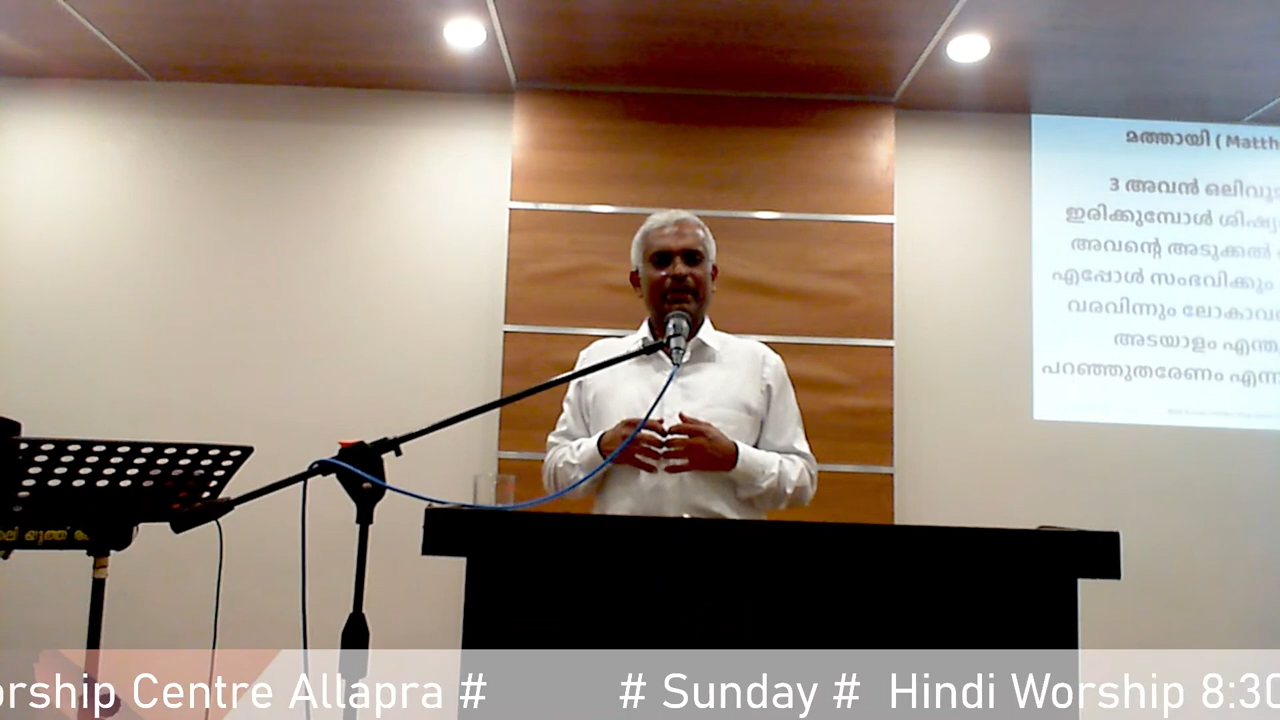 മത്തായി ( Matth
3 അവൻ ഒലിവു
ഇരിക്കുമ്പോൾ ശിഷ്യ
അവന്റെ അടുക്കൽ
എപ്പോൾ സംഭവിക്കും
വരവിന്നും ലോകാവ
അടയാളം എന്ത
പറഞ്ഞുതരേണം എന്ന
orship Centre Allapra # # Sunday # Hindi Worship 8:30